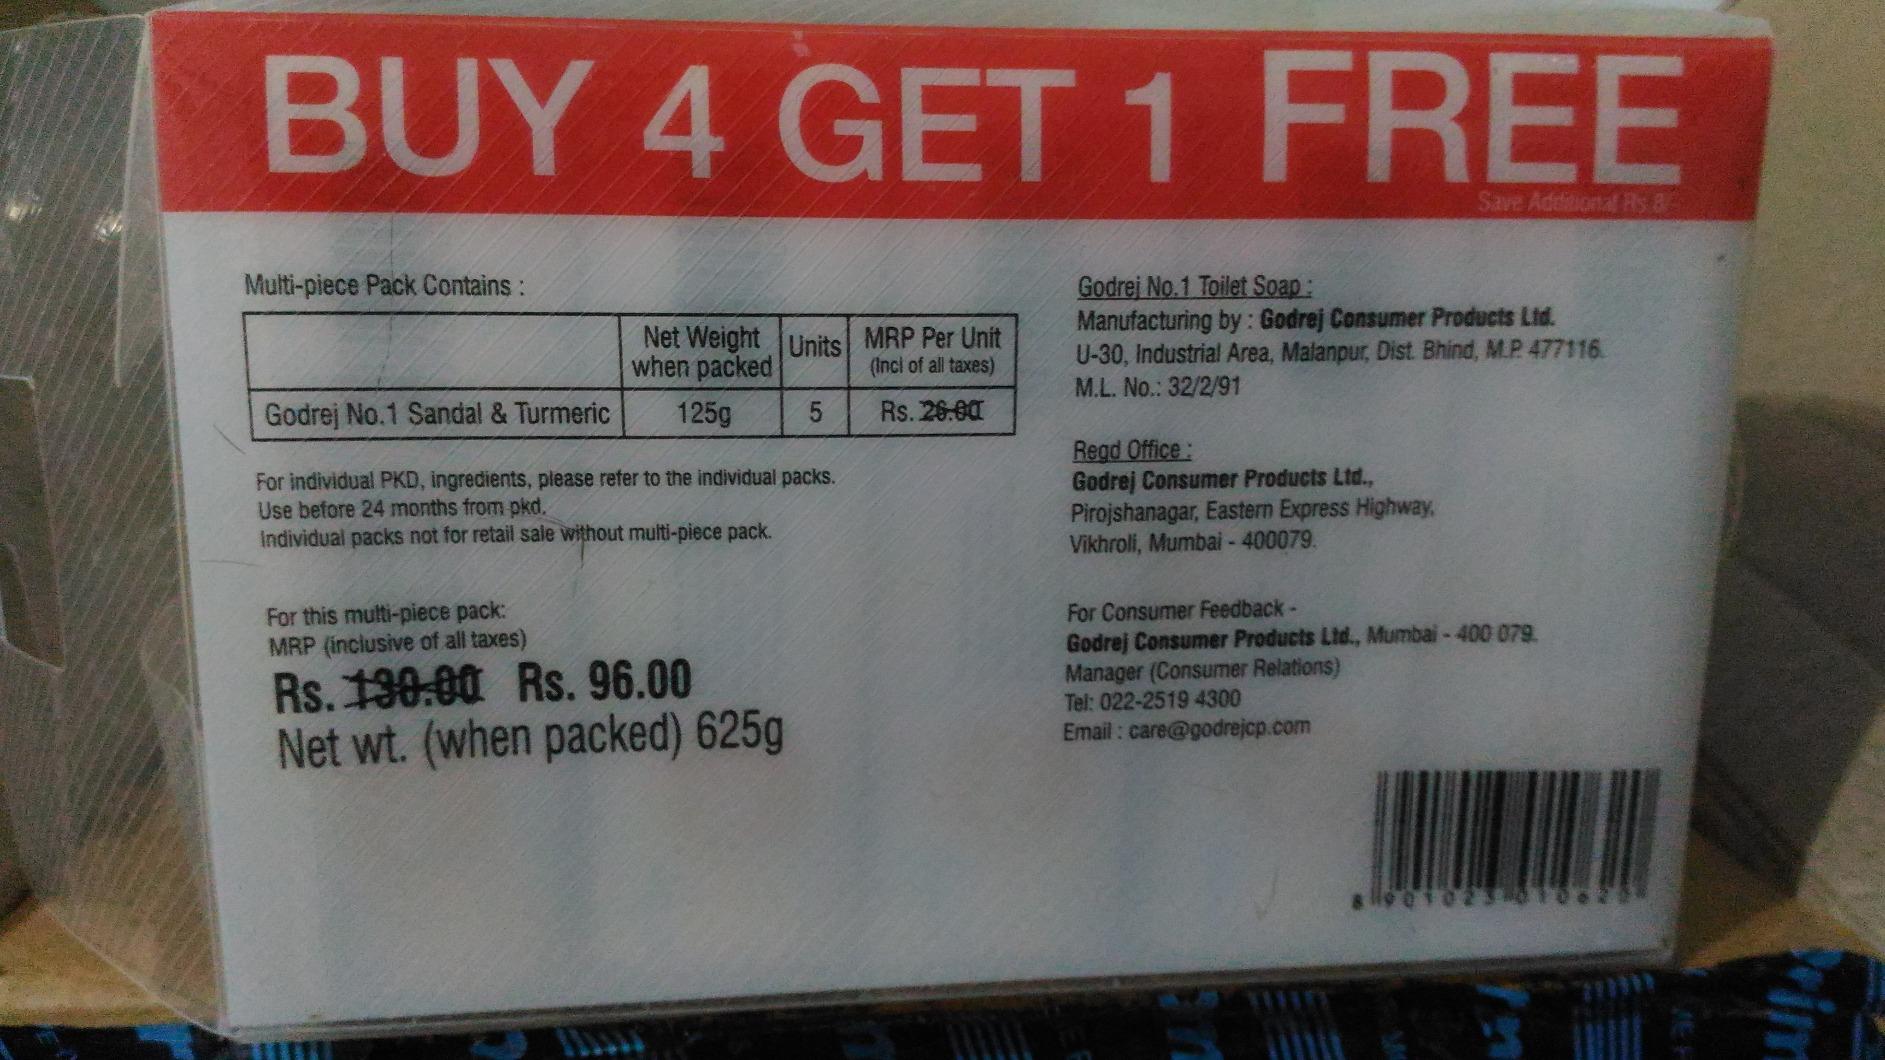 BUY 4 GET 1 FREE
Save Additional Rs 8/-
Multi-piece Pack Contains :
Net Weight when packed Units MRP Per Unit (Incl of all taxes)
Godrej No.1 Sandal & Turmeric 125g 5 Rs. 26.00
For individual PKD, ingredients, please refer to the individual packs.
Use before 24 months from pkd.
Individual packs not for retail sale without multi-piece pack.
For this multi-piece pack:
MRP (inclusive of all taxes)
Rs. 130.00 Rs. 96.00
Net wt. (when packed) 625g
Godrej No.1 Toilet Soap :
Manufacturing by : Godrej Consumer Products Ltd.
U-30, Industrial Area, Malanpur, Dist. Bhind, M.P. 477116.
M.L. No.: 32/2/91
Regd Office :
Godrej Consumer Products Ltd.,
Pirojshanagar, Eastern Express Highway,
Vikhroli, Mumbai - 400079.
For Consumer Feedback -
Godrej Consumer Products Ltd., Mumbai - 400 079.
Manager (Consumer Relations)
Tel: 022-2519 4300
Email : care@godrejcp.com
8 901023 010620